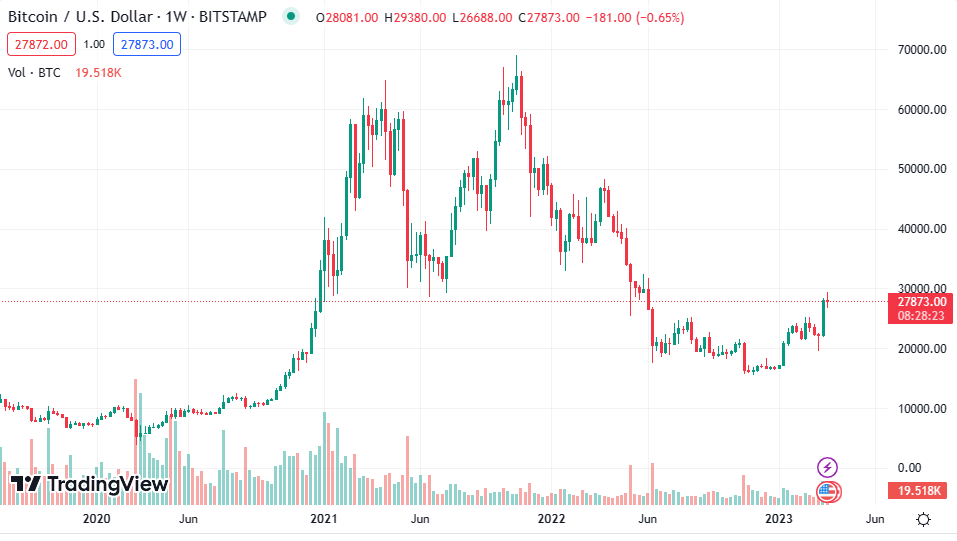 Bitcoin / U.S. Dollar · 1W · BITSTAMP O28081.00 H29380.00 L26688.00 C27873.00 −181.00 (−0.65%)
27872.00 1.00 27873.00
Vol · BTC 19.518K
70000.00
60000.00
50000.00
40000.00
30000.00
27873.00
08:28:23
20000.00
10000.00
0.00
19.518K
TradingView
2020 Jun 2021 Jun 2022 Jun 2023 Jun